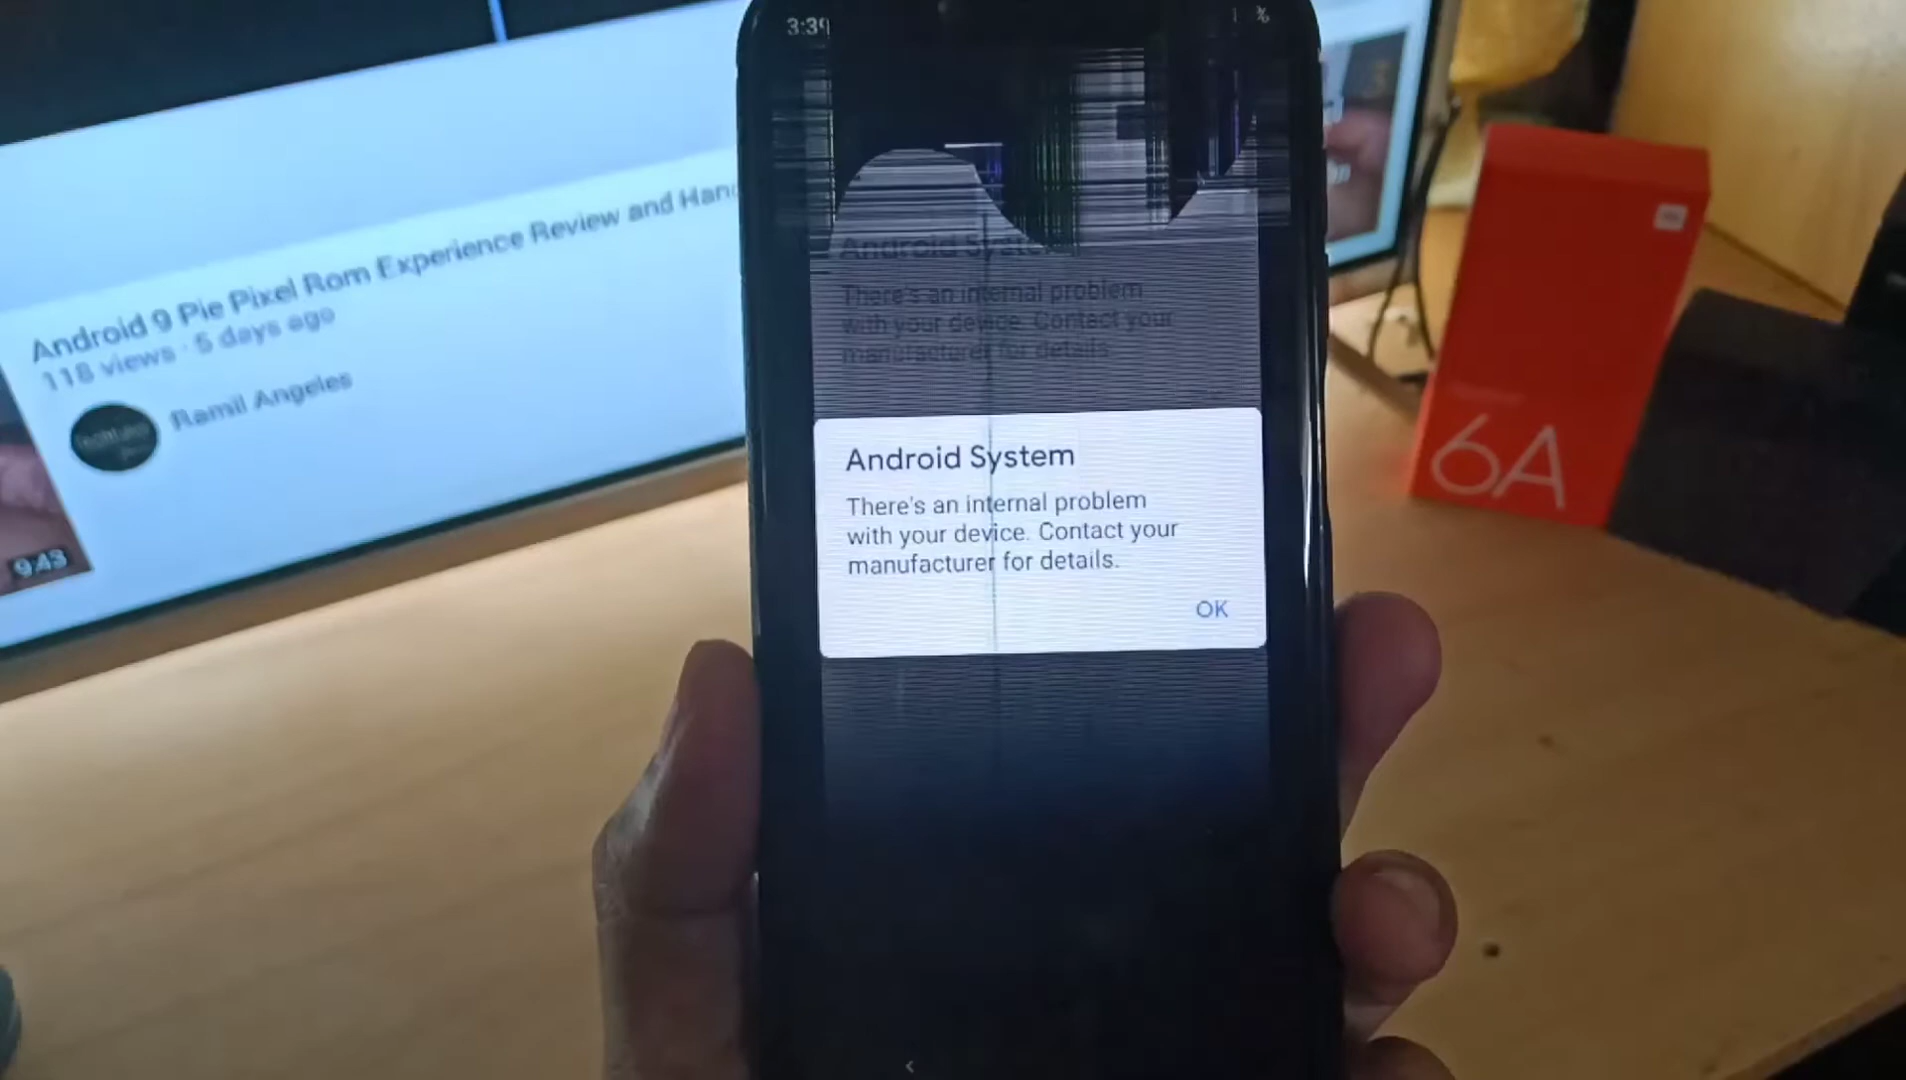 3:39
Android 9 Pie Pixel Rom Experience Review and Han
118 views · 5 days ago
Ramil Angeles
9:43
Android System
There's an internal problem
with your device. Contact your
manufacturer for details.
Android System
There's an internal problem
with your device. Contact your
manufacturer for details.
OK
6A